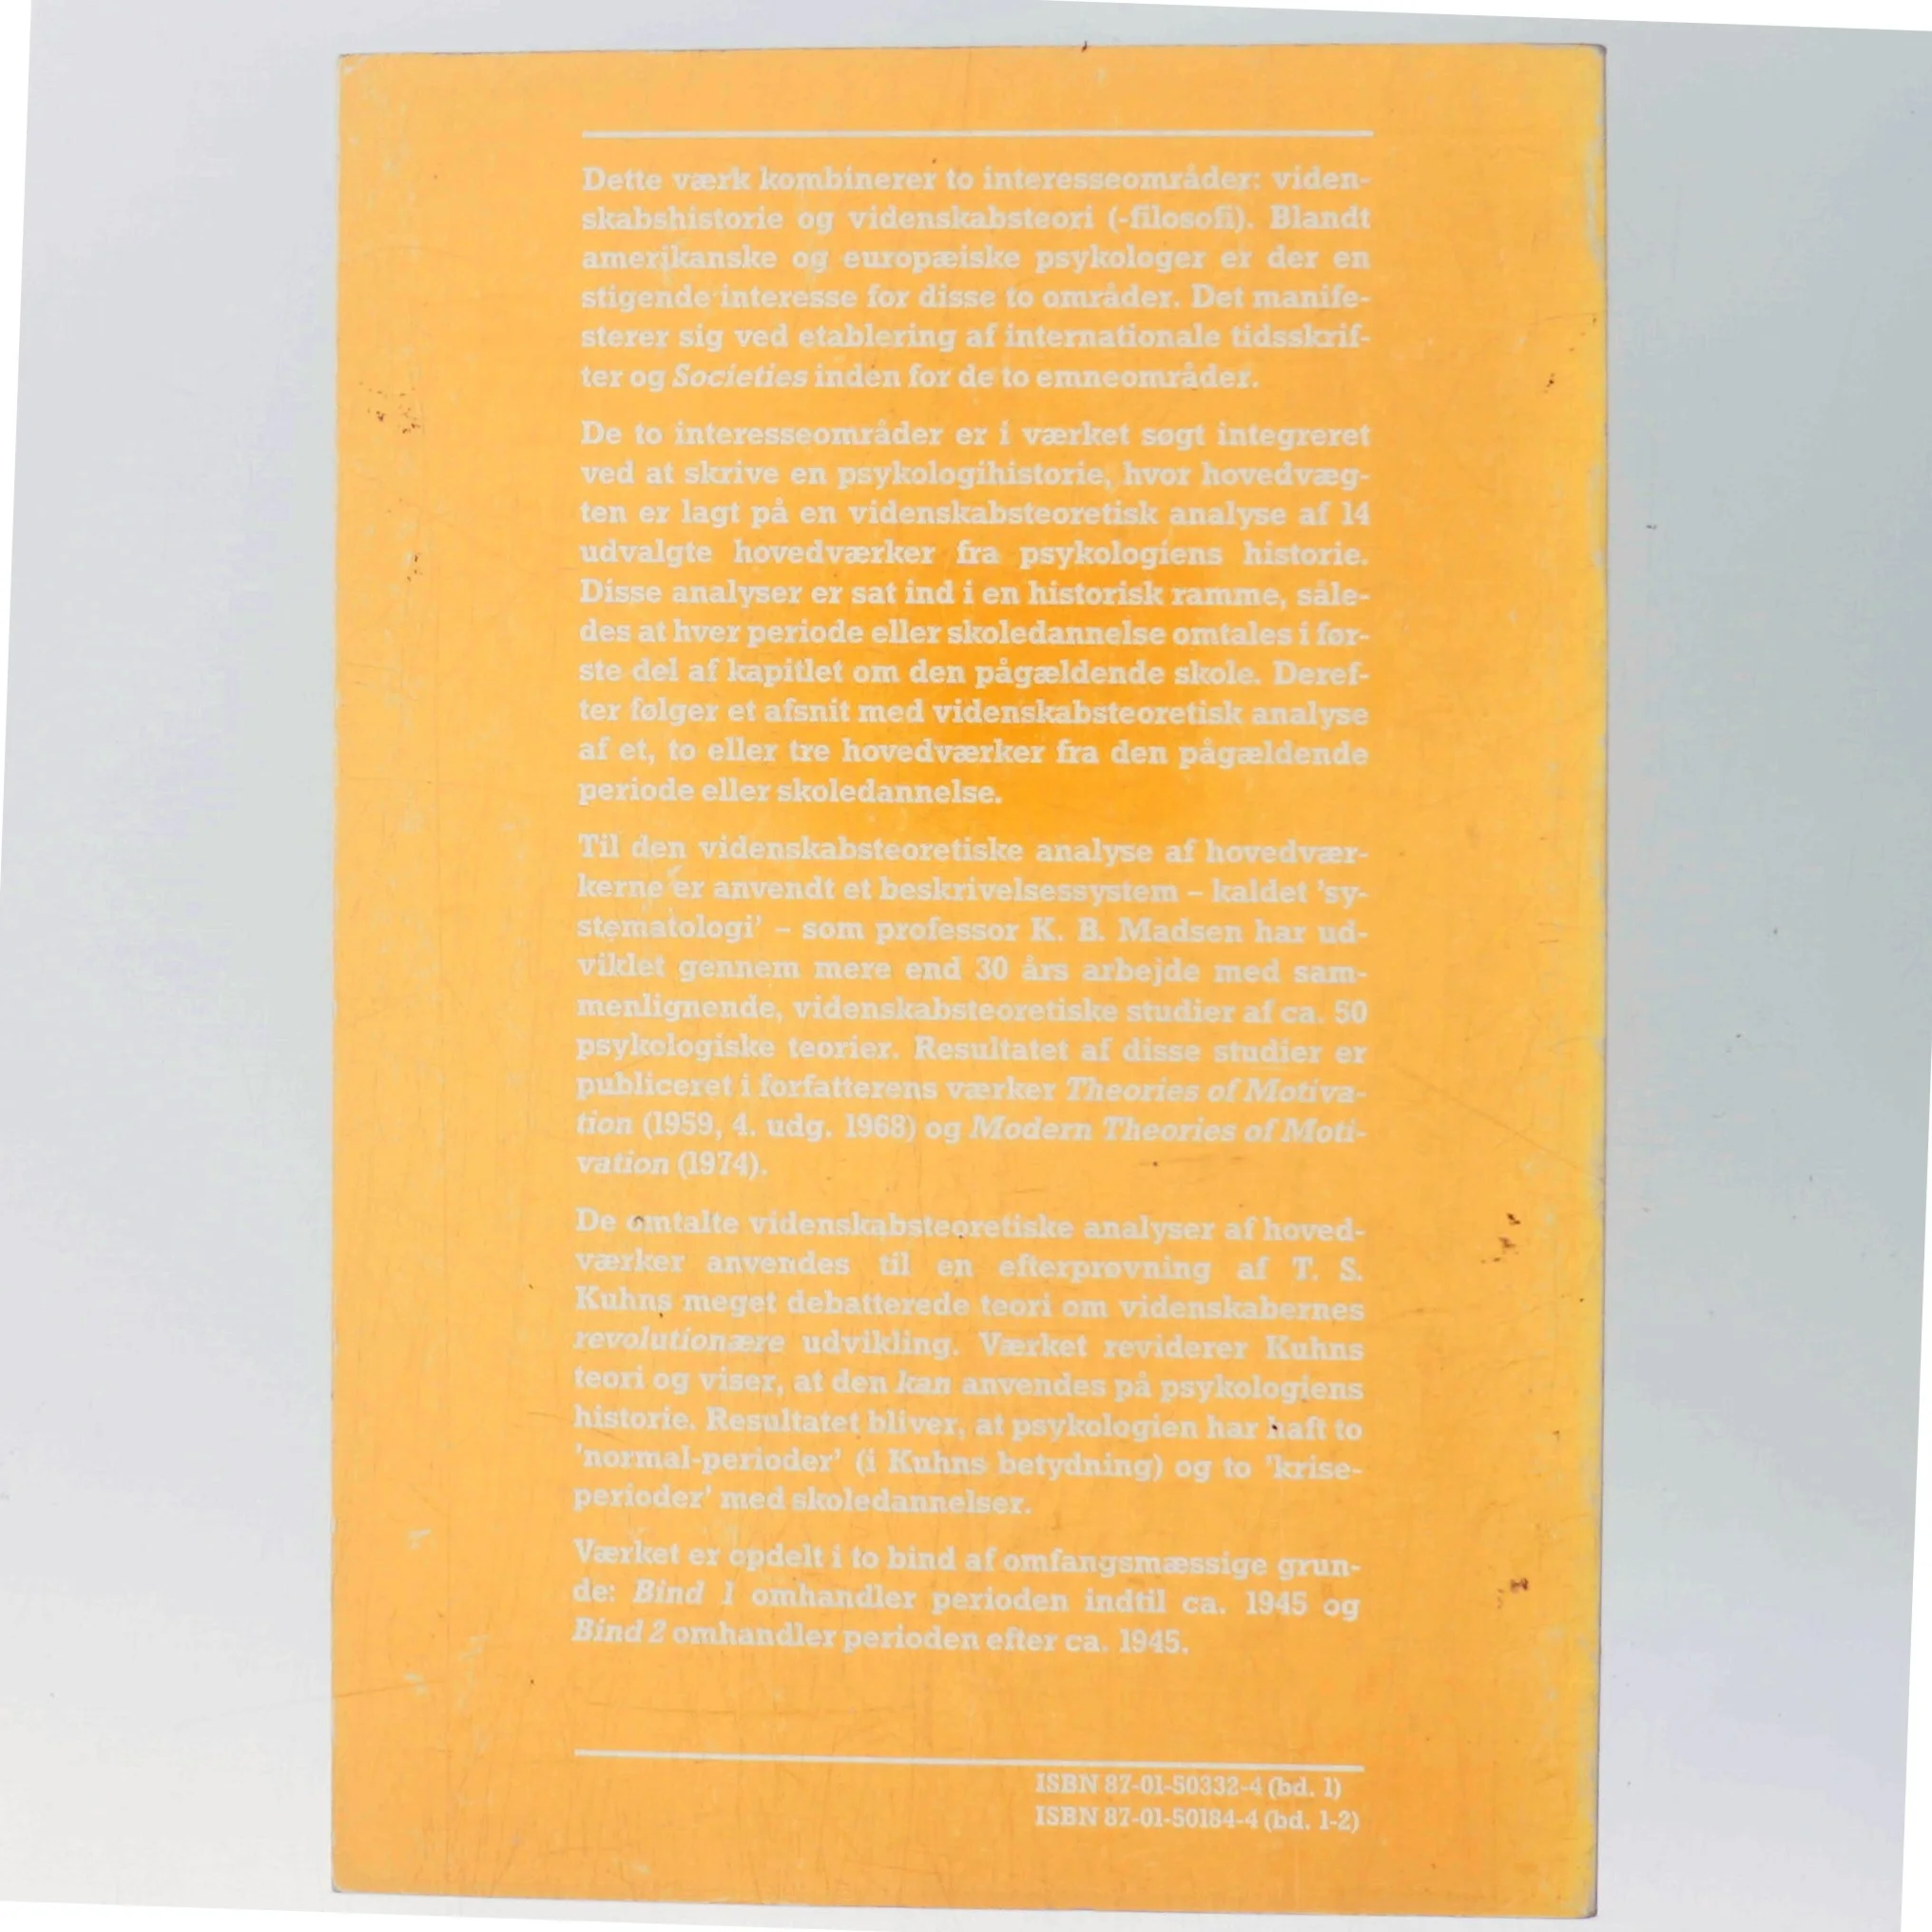 Dette værk kombinerer to interesseområder: viden-
skabshistorie og videnskabsteori (-filosofi). Blandt
amerikanske og europæiske psykologer er der en
stigende interesse for disse to områder. Det manife-
sterer sig ved etablering af internationale tidsskrif-
ter og Societies inden for de to emneområder.
De to interesseområder er i værket søgt integreret
ved at skrive en psykologihistorie, hvor hovedvæg-
ten er lagt på en videnskabsteoretisk analyse af 14
udvalgte hovedværker fra psykologiens historie.
Disse analyser er sat ind i en historisk ramme, såle-
des at hver periode eller skoledannelse omtales i før-
ste del af kapitlet om den pågældende skole. Deref-
ter følger et afsnit med videnskabsteoretisk analyse
af et, to eller tre hovedværker fra den pågældende
periode eller skoledannelse.
Til den videnskabsteoretiske analyse af hovedvær-
kerne er anvendt et beskrivelsessystem – kaldet 'sy-
stematologi' – som professor K. B. Madsen har ud-
viklet gennem mere end 30 års arbejde med sam-
menlignende, videnskabsteoretiske studier af ca. 50
psykologiske teorier. Resultatet af disse studier er
publiceret i forfatterens værker Theories of Motiva-
tion (1959, 4. udg. 1968) og Modern Theories of Moti-
vation (1974).
De omtalte videnskabsteoretiske analyser af hoved-
værker anvendes til en efterprøvning af T. S.
Kuhns meget debatterede teori om videnskabernes
revolutionære udvikling. Værket reviderer Kuhns
teori og viser, at den kan anvendes på psykologiens
historie. Resultatet bliver, at psykologien har haft to
'normal-perioder' (i Kuhns betydning) og to 'krise-
perioder' med skoledannelser.
Værket er opdelt i to bind af omfangsmæssige grun-
de: Bind 1 omhandler perioden indtil ca. 1945 og
Bind 2 omhandler perioden efter ca. 1945.
ISBN 87-01-50332-4 (bd. 1)
ISBN 87-01-50184-4 (bd. 1-2)